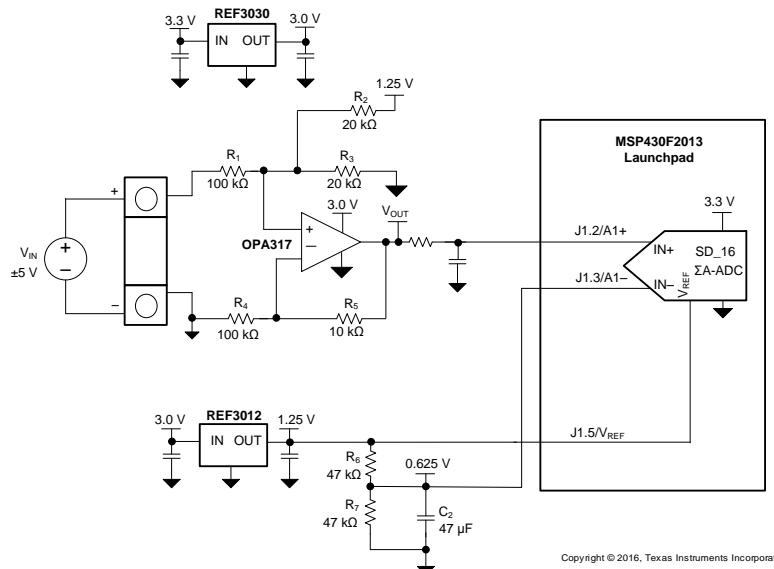 REF3030
3.3 V
IN OUT
3.0 V
1.25 V
R2
20 kΩ
R1
100 kΩ
R3
20 kΩ
MSP430F2013
Launchpad
3.3 V
+
VIN
±5 V
+
−
−
OPA317
+
−
3.0 V
VOUT
J1.2/A1+
IN+
SD_16
ΣA-ADC
J1.3/A1−
IN−
VREF
R4
100 kΩ
R5
10 kΩ
REF3012
3.0 V
IN OUT
1.25 V
J1.5/VREF
R6
47 kΩ
0.625 V
R7
47 kΩ
C2
47 µF
Copyright © 2016, Texas Instruments Incorpora